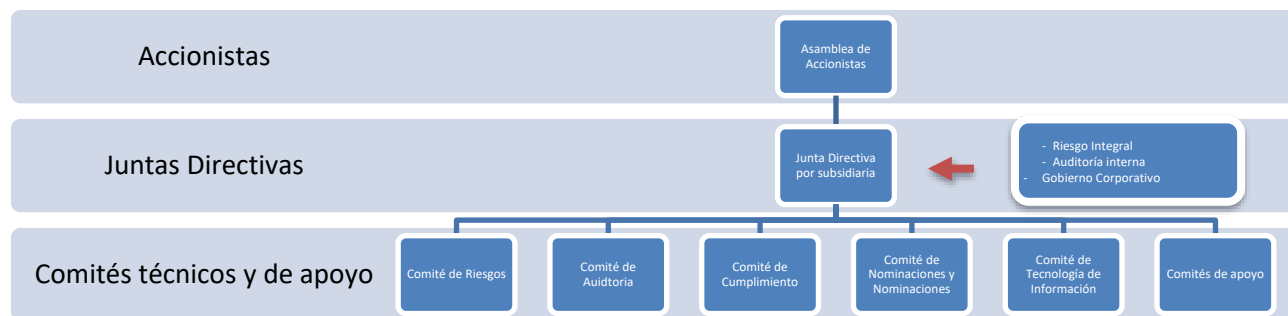 Accionistas
Asamblea de
Accionistas
Juntas Directivas
Junta Directiva
por subsidiaria
- Riesgo Integral
- Auditoría interna
- Gobierno Corporativo
Comités técnicos y de apoyo
Comité de Riesgos
Comité de
Auidtoria
Comité de
Cumplimiento
Comité de
Nominaciones y
Nominaciones
Comité de
Tecnología de
Información
Comités de apoyo